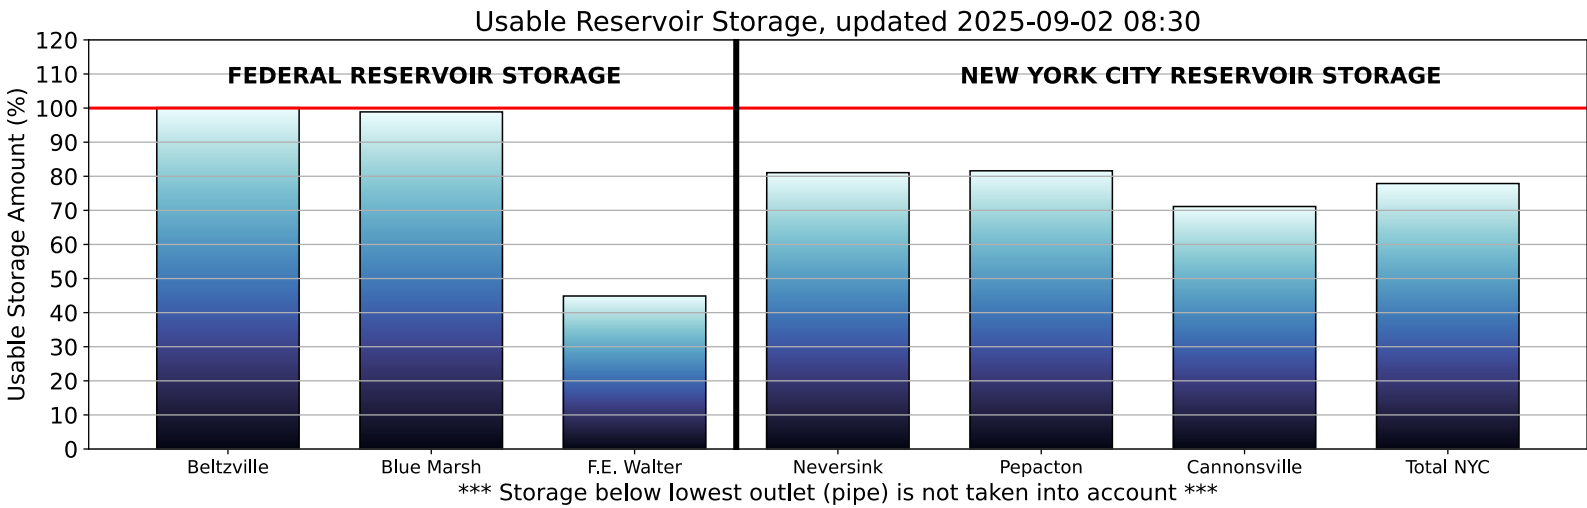 Usable Reservoir Storage, updated 2025-09-02 08:30
FEDERAL RESERVOIR STORAGE
NEW YORK CITY RESERVOIR STORAGE
Usable Storage Amount (%)
120
110
100
90
80
70
60
50
40
30
20
10
0
Beltzville
Blue Marsh
F.E. Walter
Neversink
Pepacton
Cannonsville
Total NYC
*** Storage below lowest outlet (pipe) is not taken into account ***